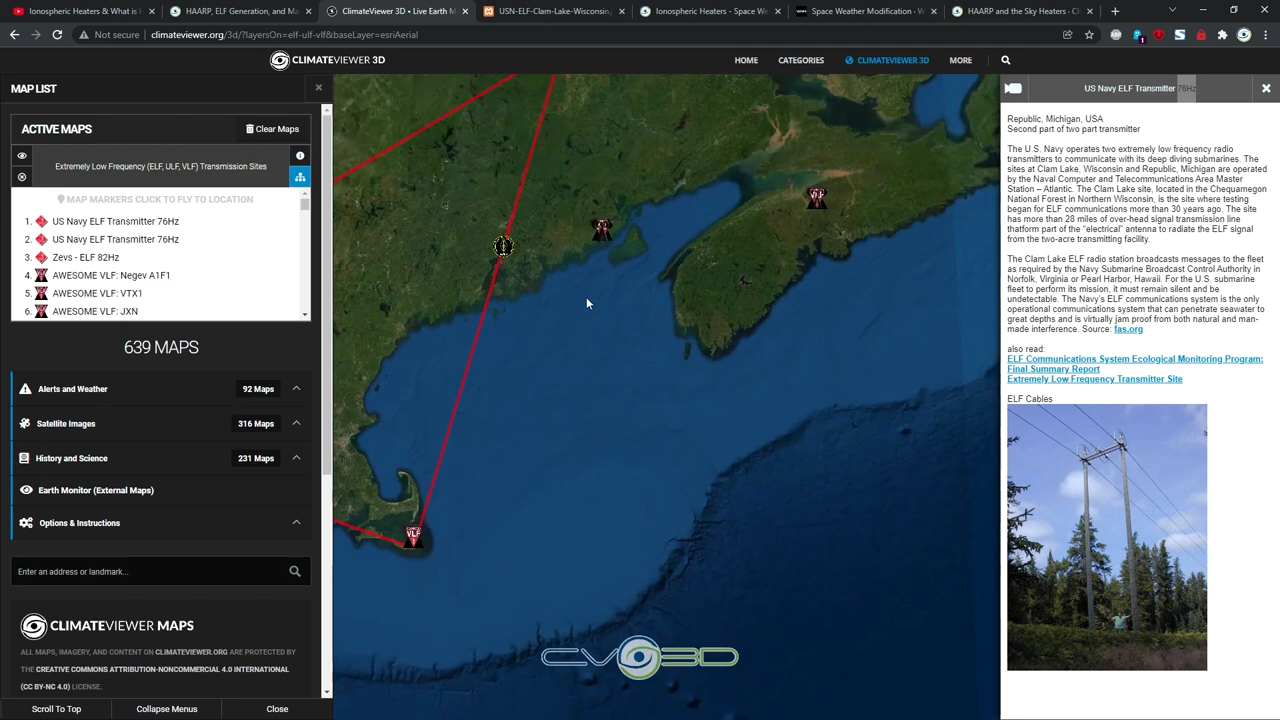 Ionospheric Heaters & What is H
HAARP, ELF Generation, and Ma
ClimateViewer 3D • Live Earth M
USN-ELF-Clam-Lake-Wisconsin,
Ionospheric Heaters - Space We
Space Weather Modification - W
HAARP and the Sky Heaters - Cl
Not secure
climateviewer.org/3d/?layersOn=elf-ulf-vlf&baseLayer=esriAerial
1
CLIMATEVIEWER 3D
HOME
CATEGORIES
CLIMATEVIEWER 3D
MORE
MAP LIST
ACTIVE MAPS
Clear Maps
Extremely Low Frequency (ELF, ULF, VLF) Transmission Sites
MAP MARKERS CLICK TO FLY TO LOCATION
1. US Navy ELF Transmitter 76Hz
2. US Navy ELF Transmitter 76Hz
3. Zevs - ELF 82Hz
4. AWESOME VLF: Negev A1F1
5. AWESOME VLF: VTX1
6. AWESOME VLF: JXN
639 MAPS
Alerts and Weather
92 Maps
Satellite Images
316 Maps
History and Science
231 Maps
Earth Monitor (External Maps)
Options & Instructions
Enter an address or landmark...
CLIMATEVIEWER MAPS
ALL MAPS, IMAGERY, AND CONTENT ON CLIMATEVIEWER.ORG ARE PROTECTED BY
THE CREATIVE COMMONS ATTRIBUTION-NONCOMMERCIAL 4.0 INTERNATIONAL
(CC BY-NC 4.0) LICENSE.
Scroll To Top
Collapse Menus
Close
VLF
VLF
CV3D
US Navy ELF Transmitter 76Hz
Republic, Michigan, USA
Second part of two part transmitter
The U.S. Navy operates two extremely low frequency radio
transmitters to communicate with its deep diving submarines. The
sites at Clam Lake, Wisconsin and Republic, Michigan are operated
by the Naval Computer and Telecommunications Area Master
Station – Atlantic. The Clam Lake site, located in the Chequamegon
National Forest in Northern Wisconsin, is the site where testing
began for ELF communications more than 30 years ago. The site
has more than 28 miles of over-head signal transmission line
thatform part of the “electrical” antenna to radiate the ELF signal
from the two-acre transmitting facility.
The Clam Lake ELF radio station broadcasts messages to the fleet
as required by the Navy Submarine Broadcast Control Authority in
Norfolk, Virginia or Pearl Harbor, Hawaii. For the U.S. submarine
fleet to perform its mission, it must remain silent and be
undetectable. The Navy’s ELF communications system is the only
operational communications system that can penetrate seawater to
great depths and is virtually jam proof from both natural and man-
made interference. Source: fas.org
also read:
ELF Communications System Ecological Monitoring Program:
Final Summary Report
Extremely Low Frequency Transmitter Site
ELF Cables